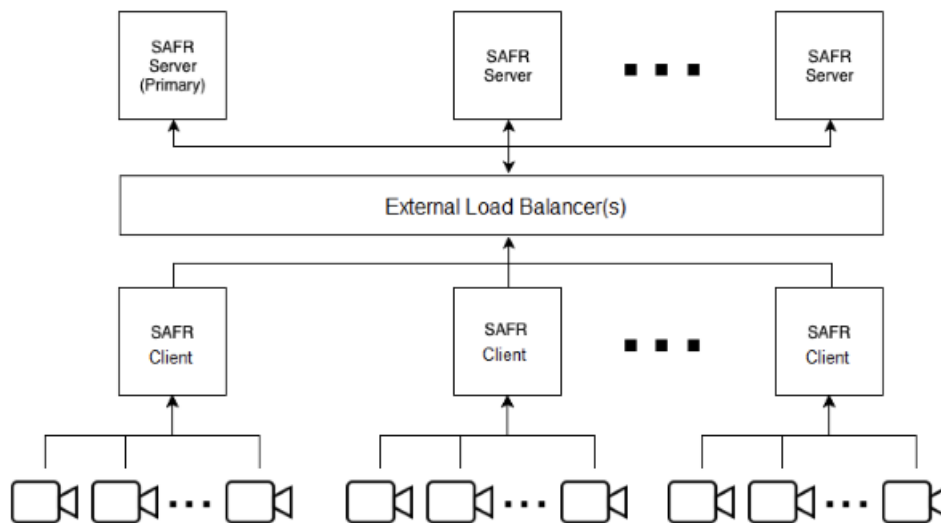 SAFR
Server
(Primary)
SAFR
Server
SAFR
Server
External Load Balancer(s)
SAFR
Client
SAFR
Client
SAFR
Client